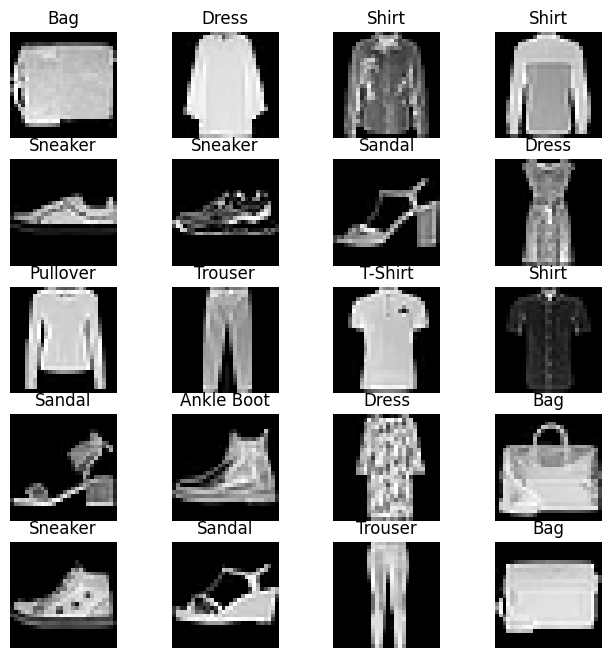 Bag Dress Shirt Shirt
Sneaker Sneaker Sandal Dress
Pullover Trouser T-Shirt Shirt
Sandal Ankle Boot Dress Bag
Sneaker Sandal Trouser Bag